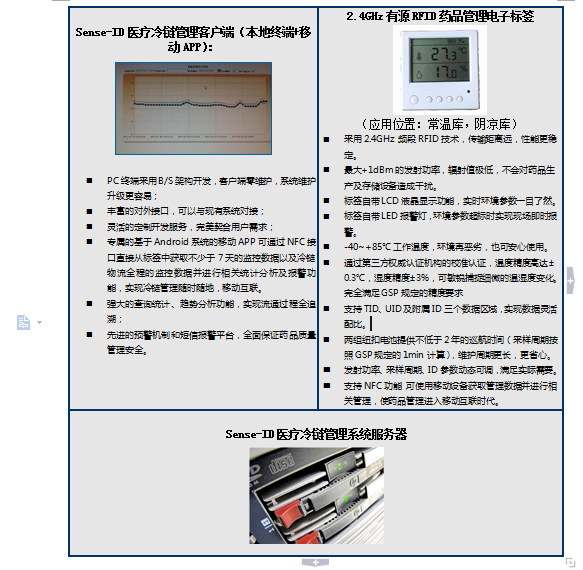 Sense-ID 医疗冷链管理客户端（本地终端+移
动 APP）：
■ PC 终端采用 B/S 架构开发，客户端零维护，系统维护
升级更容易；
■ 丰富的对外接口，可以与现有系统对接；
■ 灵活的定制开发服务，完美契合用户需求；
■ 专属的基于 Android 系统的移动 APP 可通过 NFC 接
口直接从标签中获取不少于 7 天的监控数据以及冷链
物流全程的监控数据并进行相关统计分析及报警功
能，实现冷链管理随时随地，移动互联。
■ 强大的查询统计、趋势分析功能，实现流通过程全追
溯；
■ 先进的预警机制和短信报警平台，全面保证药品质量
管理安全。
2.4GHz 有源 RFID 药品管理电子标签
27.3
17.0
（应用位置：常温库，阴凉库）
■ 采用 2.4GHz 频段 RFID 技术，传输距离远，性能更稳
定。
■ 最大+1dBm 的发射功率，辐射值极低，不会对药品生
产及存储设备造成干扰。
■ 标签自带 LCD 液晶显示功能，实时环境参数一目了然。
■ 标签自带 LED 报警灯，环境参数超标时实现现场即时报
警。
■ -40~+85℃工作温度，环境再恶劣，也可安心使用。
■ 通过第三方权威认证机构的校准认证，温度精度高达±
0.3℃，湿度精度±3%，可敏锐捕捉细微的温湿度变化。
完全满足 GSP 规定的精度要求
■ 支持 TID、UID 及附属 ID 三个数据区域，实现数据灵活
配比。
■ 两组纽扣电池提供不低于 2 年的巡航时间（采样周期按
照 GSP 规定的 1min 计算），维护周期更长，更省心。
■ 发射功率、采样周期、ID 参数动态可调，满足实际需要。
■ 支持 NFC 功能 可使用移动设备获取管理数据并进行相
关管理，使药品管理进入移动互联时代。
Sense-ID 医疗冷链管理系统服务器